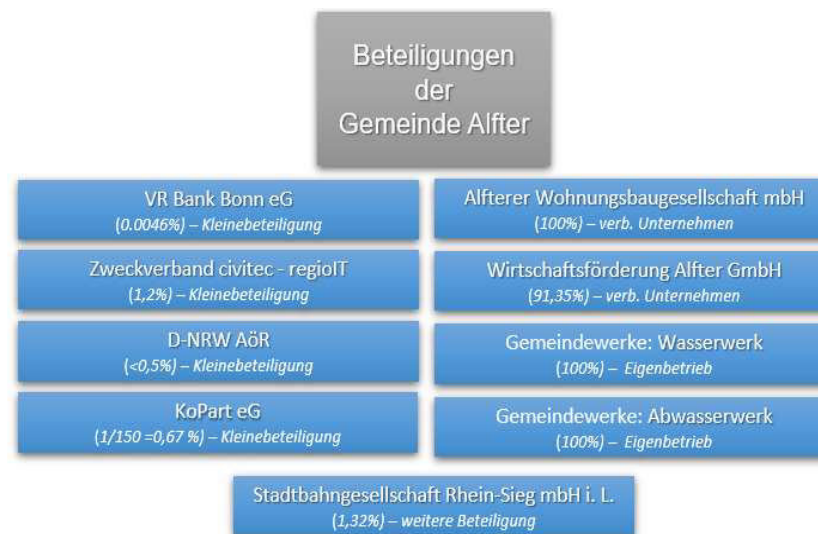 Beteiligungen
der
Gemeinde Alfter
VR Bank Bonn eG
(0.0046%) – Kleinebeteiligung
Zweckverband civitec - regioIT
(1,2%) – Kleinebeteiligung
D-NRW AöR
(<0,5%) – Kleinebeteiligung
KoPart eG
(1/150 =0,67 %) – Kleinebeteiligung
Alfterer Wohnungsbaugesellschaft mbH
(100%) – verb. Unternehmen
Wirtschaftsförderung Alfter GmbH
(91,35%) – verb. Unternehmen
Gemeindewerke: Wasserwerk
(100%) – Eigenbetrieb
Gemeindewerke: Abwasserwerk
(100%) – Eigenbetrieb
Stadtbahngesellschaft Rhein-Sieg mbH i. L.
(1,32%) – weitere Beteiligung